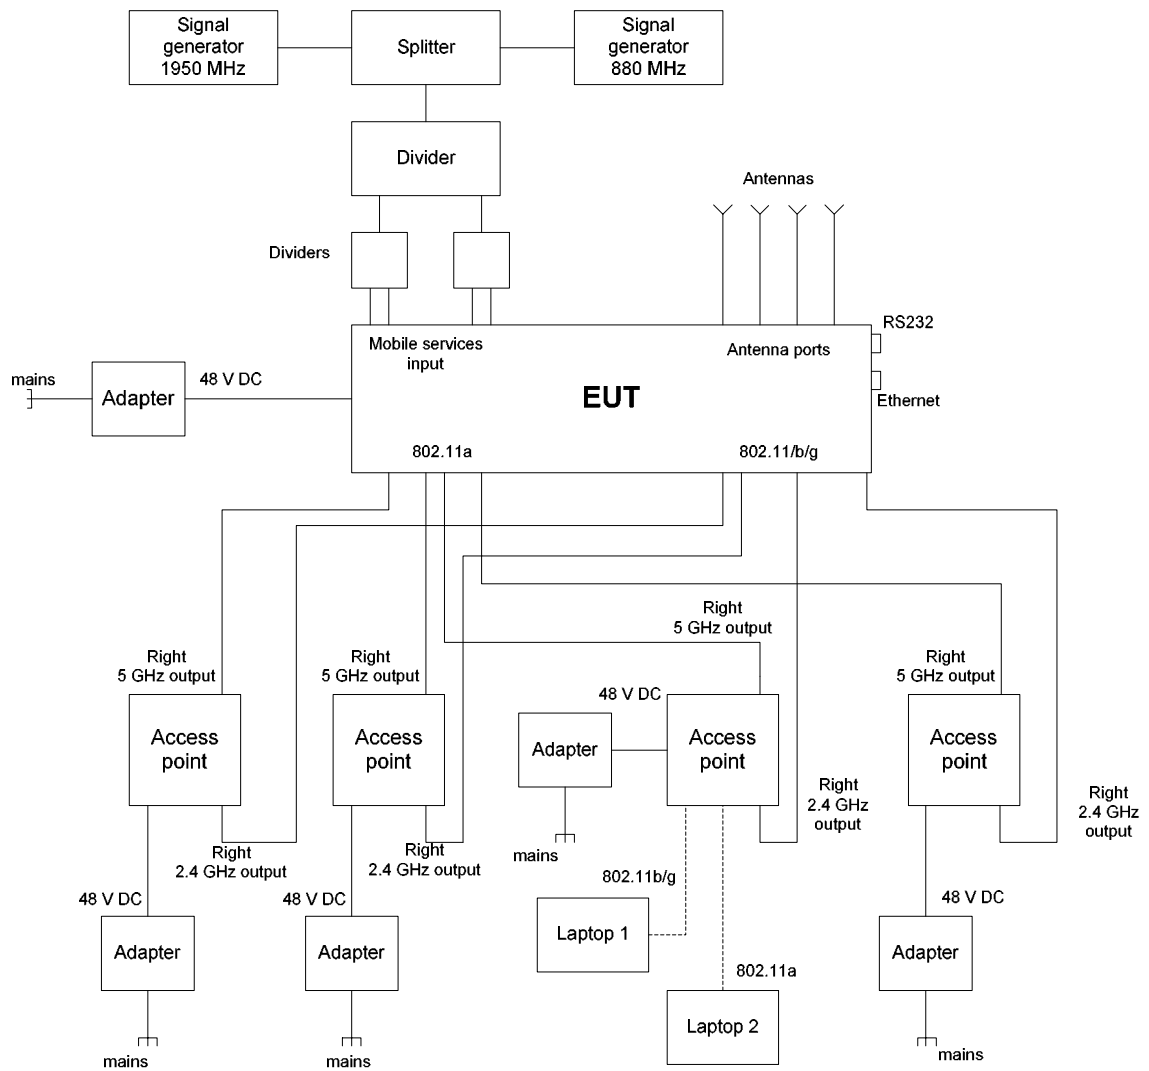 Signal
generator
1950 MHz
Splitter
Signal
generator
880 MHz
Divider
Antennas
Dividers
RS232
Mobile services
input
Antenna ports
mains
Adapter
48 V DC
EUT
Ethernet
802.11a
802.11/b/g
Right
5 GHz output
Right
5 GHz output
Right
5 GHz output
Right
5 GHz output
48 V DC
Access
point
Access
point
Adapter
Access
point
Access
point
Right
2.4 GHz
output
Right
2.4 GHz
output
Right
2.4 GHz output
Right
2.4 GHz output
mains
802.11b/g
48 V DC
48 V DC
48 V DC
Laptop 1
Adapter
Adapter
Adapter
802.11a
Laptop 2
mains
mains
mains